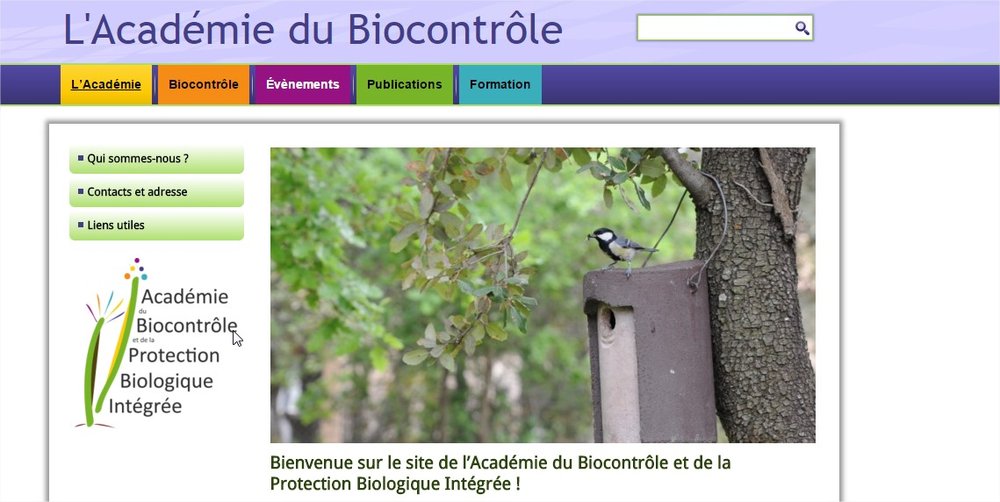 L'Académie du Biocontrôle
L’Académie
Biocontrôle
Évènements
Publications
Formation
Qui sommes-nous ?
Contacts et adresse
Liens utiles
Académie
du
Biocontrôle
et de la
Protection
Biologique
Intégrée
Bienvenue sur le site de l’Académie du Biocontrôle et de la
Protection Biologique Intégrée !